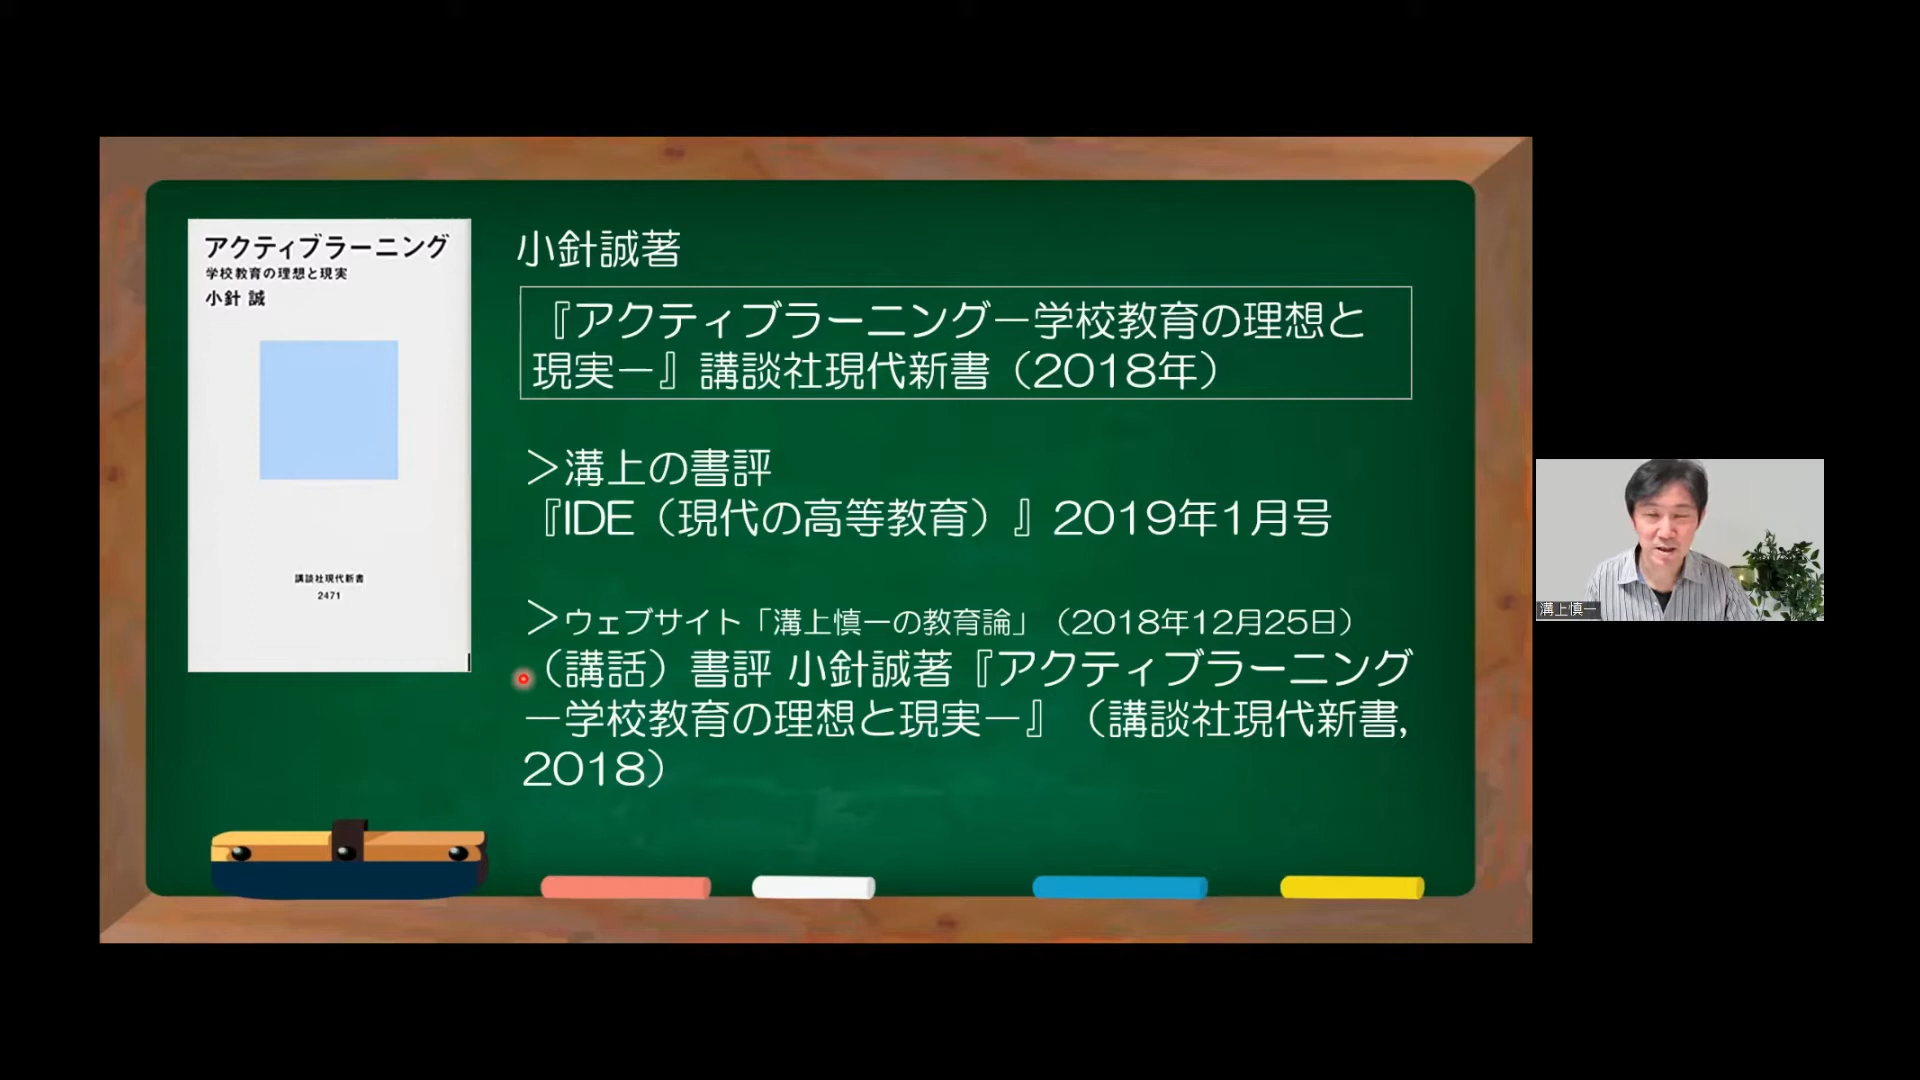 アクティブラーニング
学校教育の理想と現実
小針 誠
講談社現代新書
2471
小針誠著
『アクティブラーニング－学校教育の理想と
現実－』講談社現代新書（2018年）
＞溝上の書評
『IDE（現代の高等教育）』2019年1月号
＞ウェブサイト「溝上慎一の教育論」（2018年12月25日）
（講話）書評 小針誠著『アクティブラーニング
－学校教育の理想と現実－』（講談社現代新書,
2018）
溝上慎一